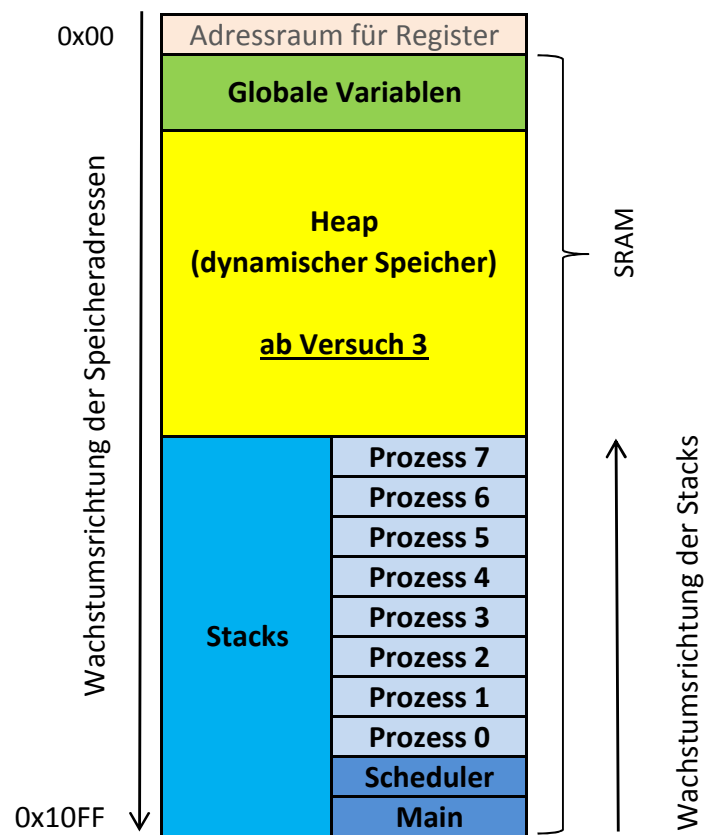 0x00
Adressraum für Register
Globale Variablen
Heap
(dynamischer Speicher)
ab Versuch 3
Stacks
Prozess 7
Prozess 6
Prozess 5
Prozess 4
Prozess 3
Prozess 2
Prozess 1
Prozess 0
Scheduler
Main
0x10FF
Wachstumsrichtung der Speicheradressen
SRAM
Wachstumsrichtung der Stacks